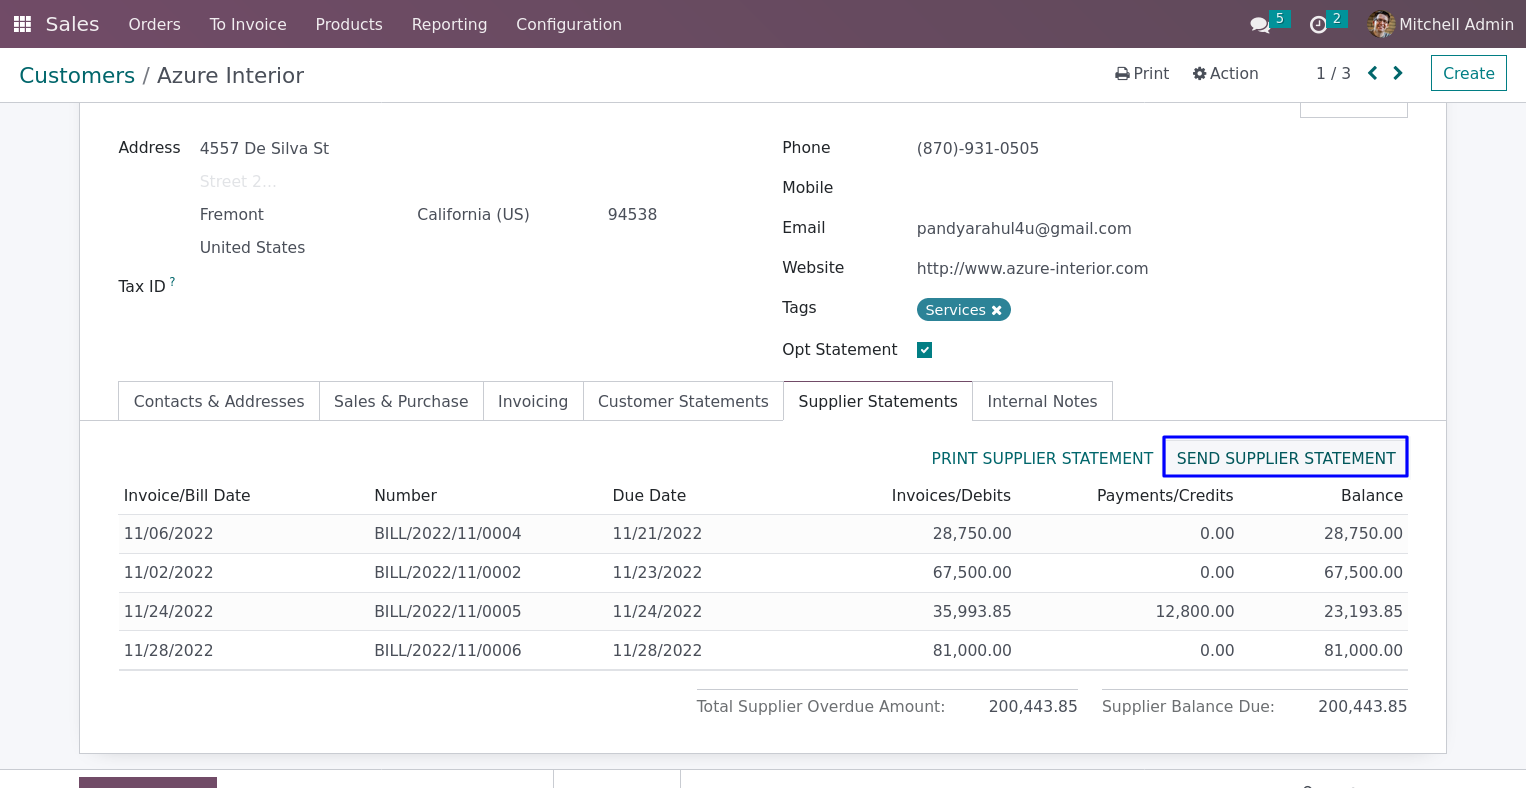 Sales Orders To Invoice Products Reporting Configuration 5 2 Mitchell Admin
Customers / Azure Interior Print Action 1 / 3 Create
Address 4557 De Silva St Phone (870)-931-0505
Street 2...
Mobile
Fremont California (US) 94538
Email pandyarahul4u@gmail.com
United States
Website http://www.azure-interior.com
Tax ID ?
Tags Services
Opt Statement
Contacts & Addresses Sales & Purchase Invoicing Customer Statements Supplier Statements Internal Notes
PRINT SUPPLIER STATEMENT SEND SUPPLIER STATEMENT
Invoice/Bill Date Number Due Date Invoices/Debits Payments/Credits Balance
11/06/2022 BILL/2022/11/0004 11/21/2022 28,750.00 0.00 28,750.00
11/02/2022 BILL/2022/11/0002 11/23/2022 67,500.00 0.00 67,500.00
11/24/2022 BILL/2022/11/0005 11/24/2022 35,993.85 12,800.00 23,193.85
11/28/2022 BILL/2022/11/0006 11/28/2022 81,000.00 0.00 81,000.00
Total Supplier Overdue Amount: 200,443.85 Supplier Balance Due: 200,443.85